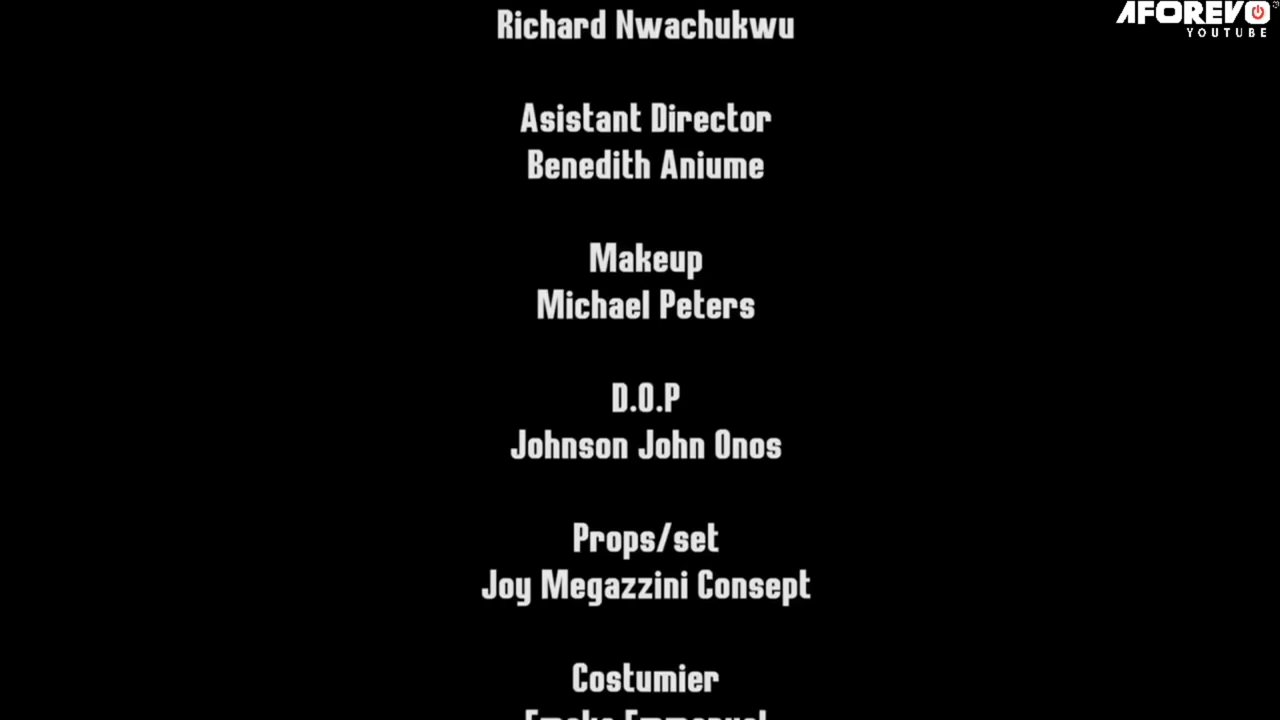 AFOREVO
YOUTUBE
Richard Nwachukwu
Asistant Director
Benedith Aniume
Makeup
Michael Peters
D.O.P
Johnson John Onos
Props/set
Joy Megazzini Consept
Costumier